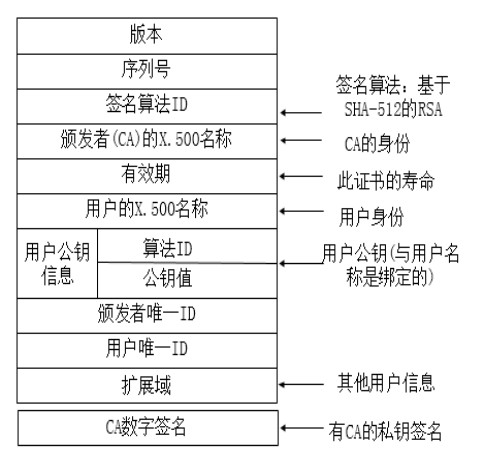 版本
序列号
签名算法ID
签名算法：基于
SHA-512的RSA
颁发者(CA)的X.500名称
CA的身份
有效期
此证书的寿命
用户的X.500名称
用户身份
用户公钥
信息
算法ID
公钥值
用户公钥(与用户名
称是绑定的)
颁发者唯一ID
用户唯一ID
扩展域
其他用户信息
CA数字签名
有CA的私钥签名